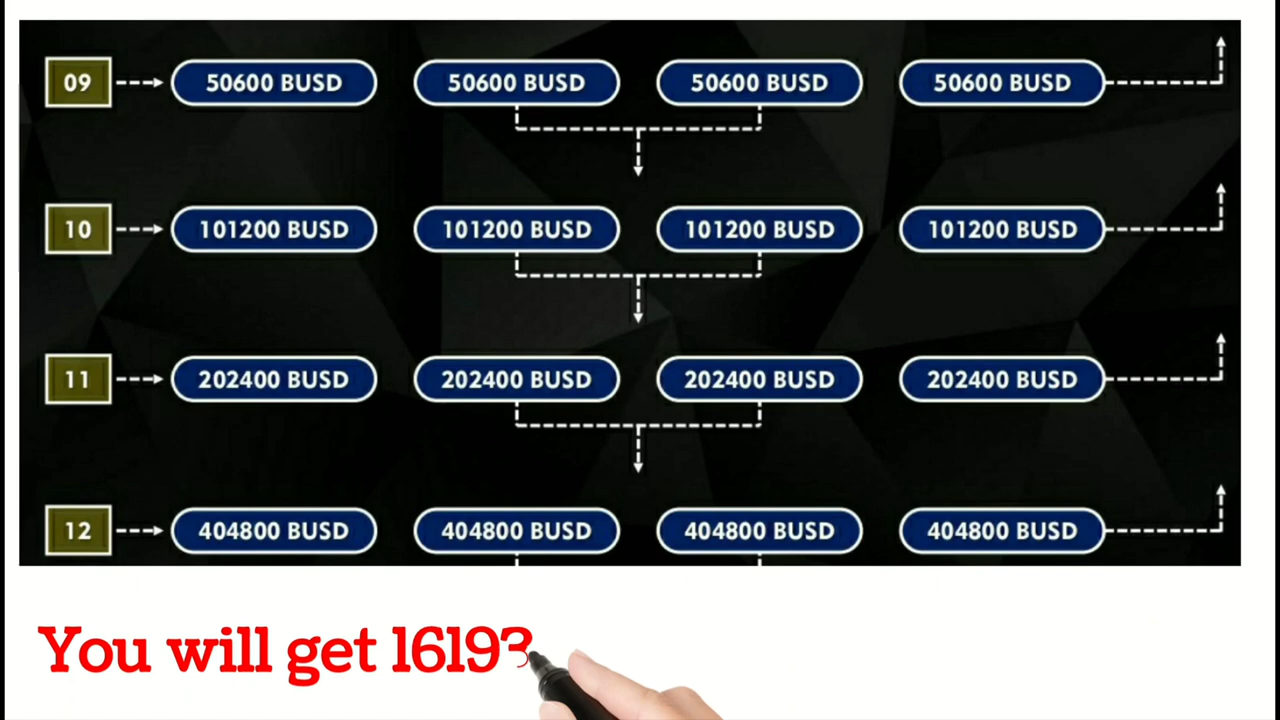 09 50600 BUSD 50600 BUSD 50600 BUSD 50600 BUSD
10 101200 BUSD 101200 BUSD 101200 BUSD 101200 BUSD
11 202400 BUSD 202400 BUSD 202400 BUSD 202400 BUSD
12 404800 BUSD 404800 BUSD 404800 BUSD 404800 BUSD
You will get 1619